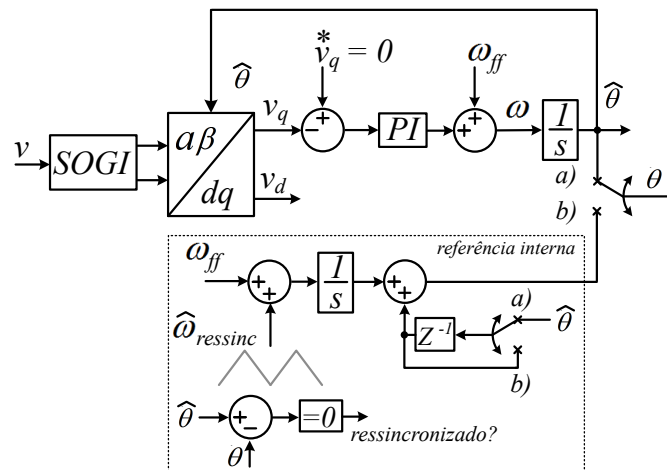 v*q = 0
ωff
θ̂
vq
ω
θ̂
−
+
+
PI
1/s
v
SOGI
αβ
dq
vd
a)
b)
θ
referência interna
ωff
+
+
1/s
+
+
ω̂ressinc
a)
θ̂
Z⁻¹
b)
θ̂
+
−
=0
ressincronizado?
θ